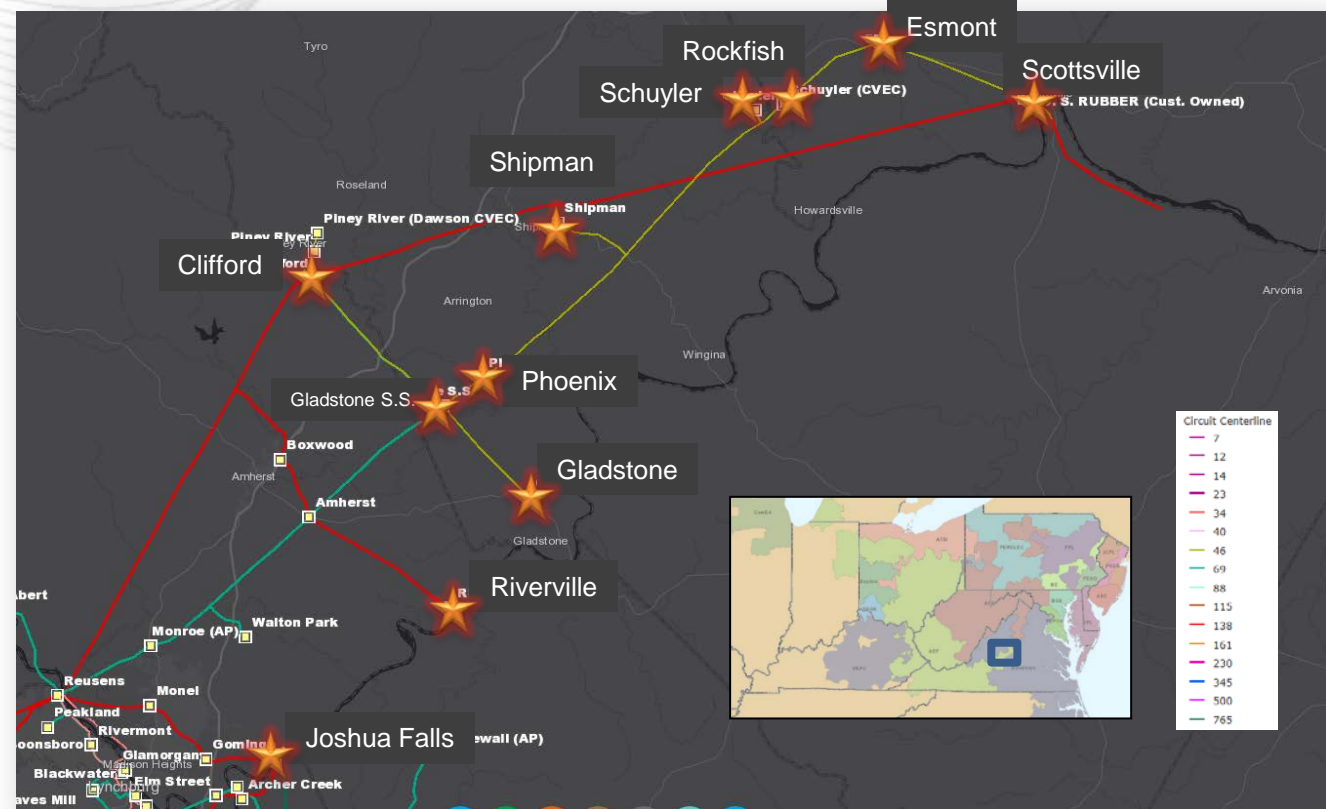 Tyro
Esmont
Rockfish
Scottsville
Schuyler
Schuyler (CVEC)
S. RUBBER (Cust. Owned)
Shipman
Roseland
Shipman
Howardsville
Piney River (Dawson CVEC)
Piney River
Clifford
Arrington
Arvonia
Wingina
Phoenix
Gladstone S.S.
Boxwood
Gladstone
Amherst
Amherst
Gladstone
Riverville
Walton Park
Monroe (AP)
Reusens
Monel
Peakland
Rivermont
Joshua Falls
ewall (AP)
Glamorgan
Madison Heights
Blackwater
Elm Street
Archer Creek
Lynchburg
aves Mill
Circuit Centerline
7
12
14
23
34
40
46
69
88
115
138
161
230
345
500
765